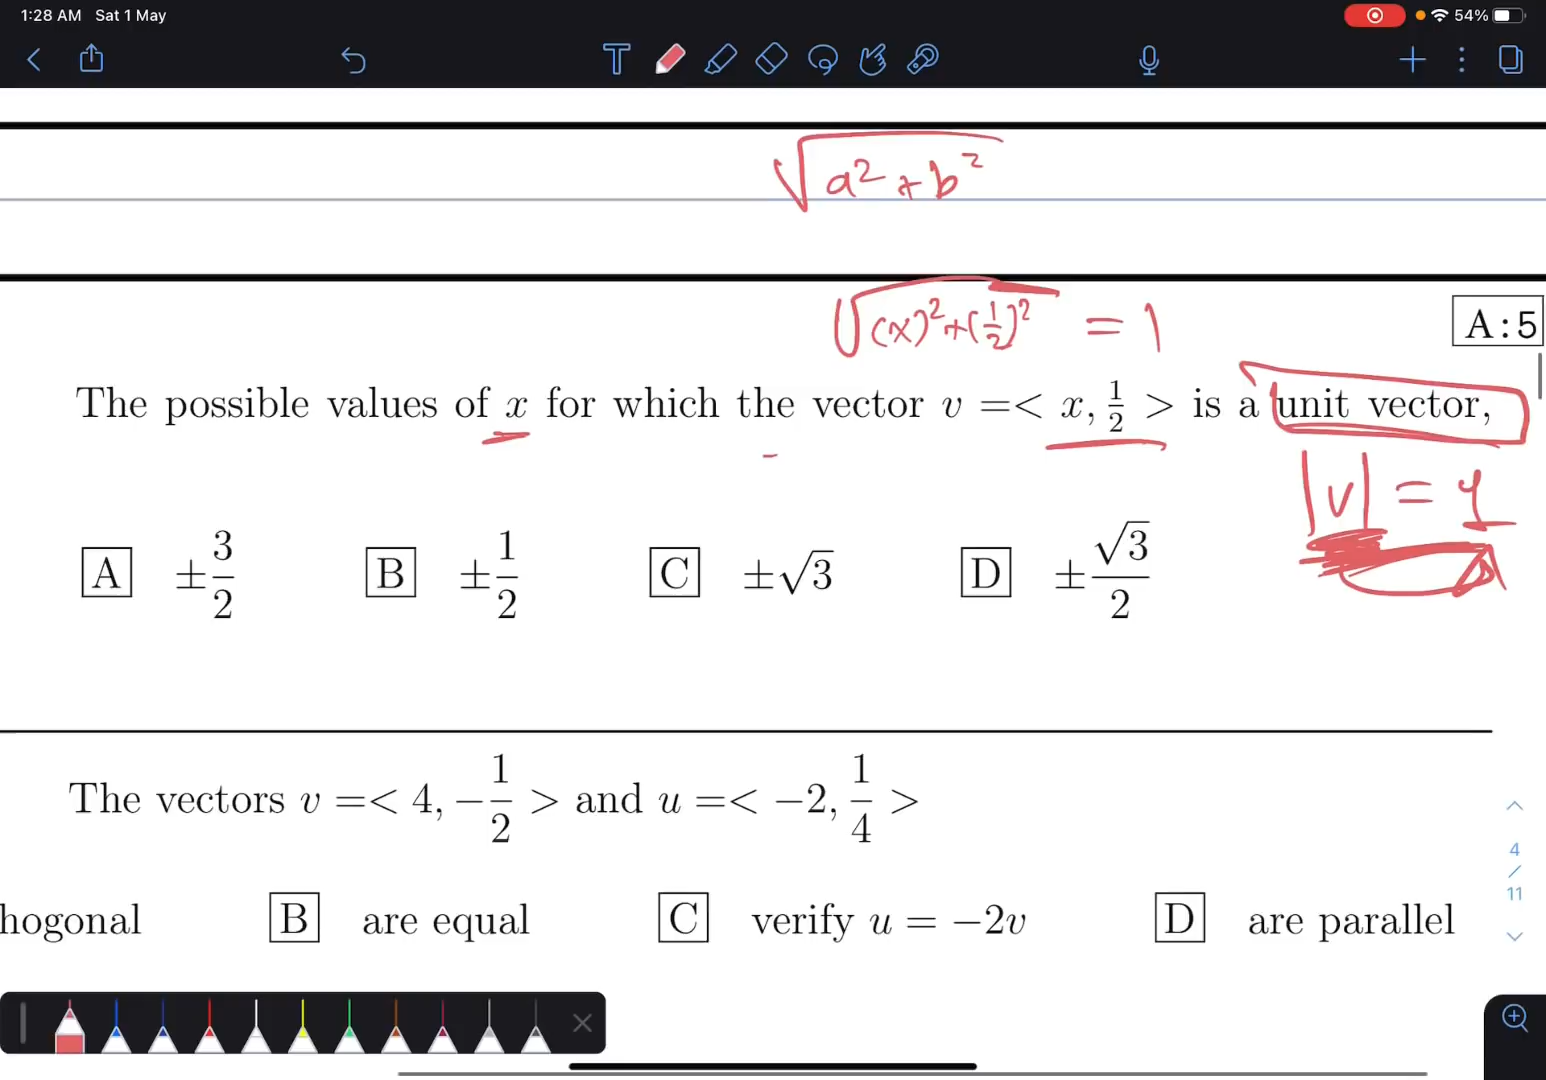 1:28 AM Sat 1 May
54%
√(a² + b²)
√((x)² + (1/2)²) = 1
A:5
The possible values of x for which the vector v =< x, 1/2 > is a unit vector,
|v| = 1
A ±3/2 B ±1/2 C ±√3 D ±√3/2
The vectors v =< 4, −1/2 > and u =< −2, 1/4 >
hogonal B are equal C verify u = −2v D are parallel
4
/
11